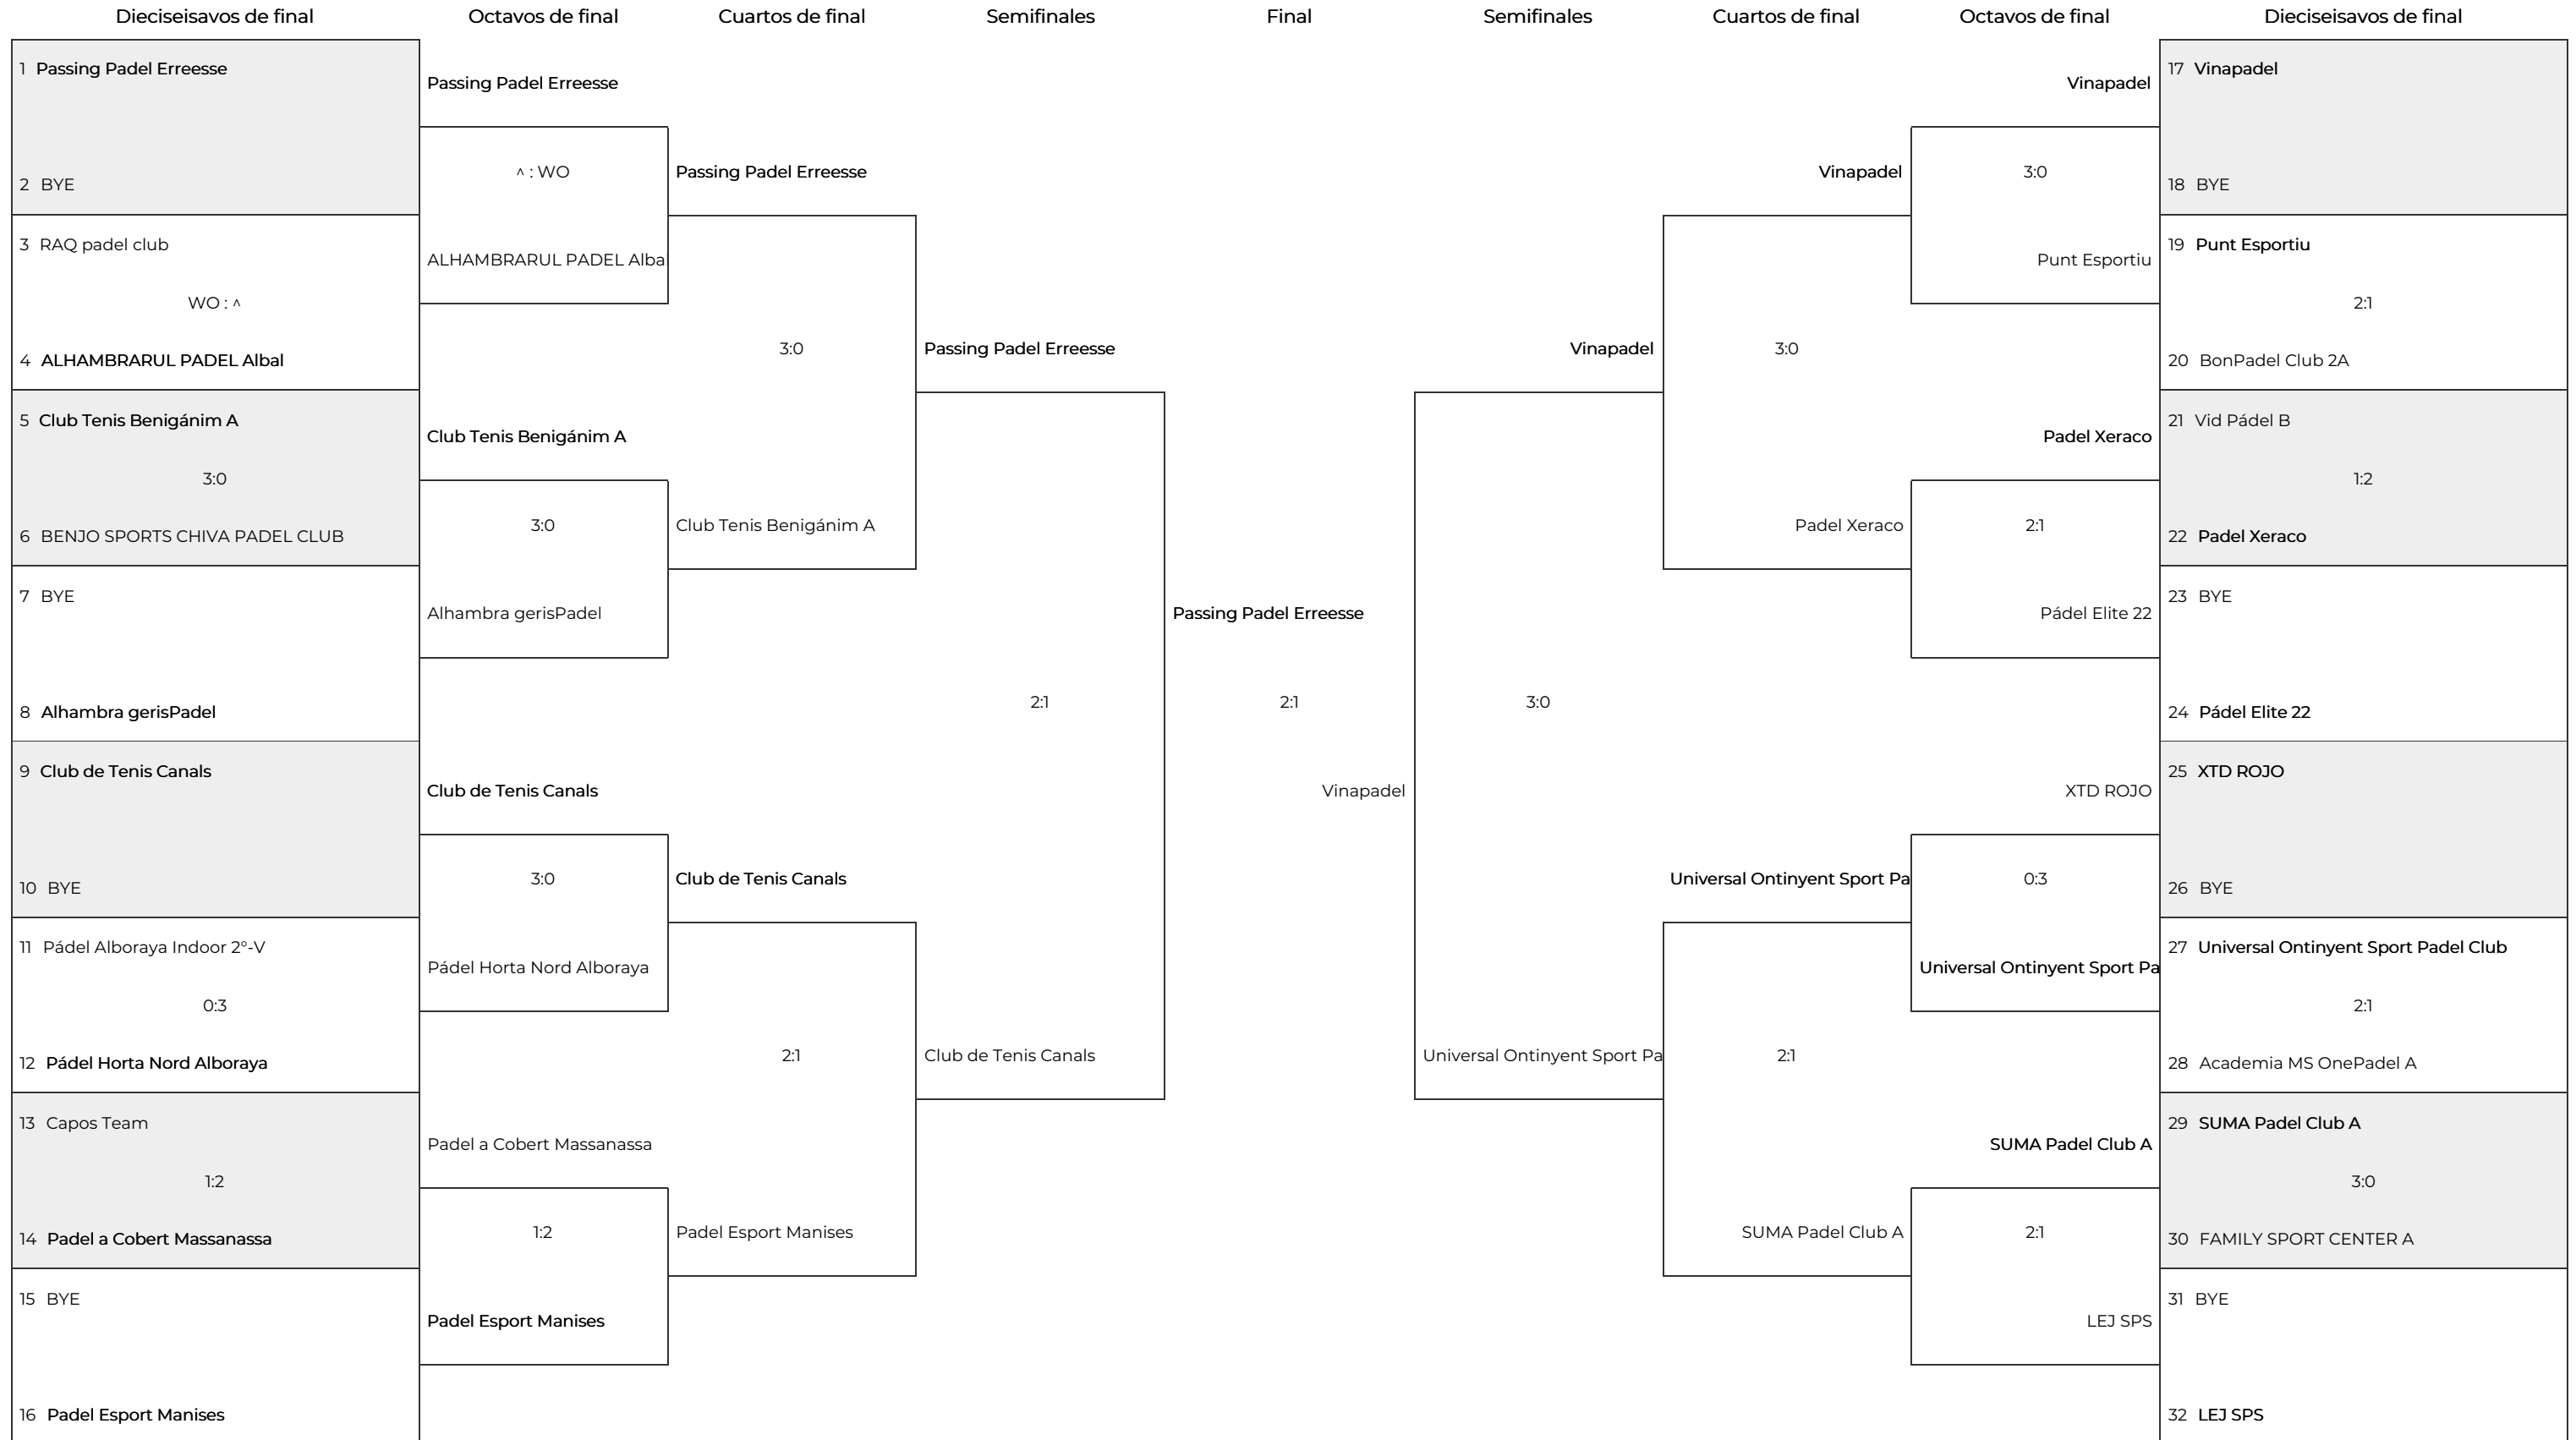 Dieciseisavos de final
Octavos de final
Cuartos de final
Semifinales
Final
Semifinales
Cuartos de final
Octavos de final
Dieciseisavos de final
1 Passing Padel Erreesse
2 BYE
3 RAQ padel club
WO : ^
4 ALHAMBRARUL PADEL Albal
5 Club Tenis Benigánim A
3:0
6 BENJO SPORTS CHIVA PADEL CLUB
7 BYE
8 Alhambra gerisPadel
9 Club de Tenis Canals
10 BYE
11 Pádel Alboraya Indoor 2º-V
0:3
12 Pádel Horta Nord Alboraya
13 Capos Team
1:2
14 Padel a Cobert Massanassa
15 BYE
16 Padel Esport Manises
Passing Padel Erreesse
^ : WO
ALHAMBRARUL PADEL Alba
Club Tenis Benigánim A
3:0
Alhambra gerisPadel
Club de Tenis Canals
3:0
Pádel Horta Nord Alboraya
Padel a Cobert Massanassa
1:2
Padel Esport Manises
Passing Padel Erreesse
3:0
Club Tenis Benigánim A
Club de Tenis Canals
2:1
Padel Esport Manises
Passing Padel Erreesse
2:1
Club de Tenis Canals
Passing Padel Erreesse
2:1
Vinapadel
Vinapadel
3:0
Universal Ontinyent Sport Pa
Vinapadel
3:0
Padel Xeraco
Universal Ontinyent Sport Pa
2:1
SUMA Padel Club A
Vinapadel
3:0
Punt Esportiu
Padel Xeraco
2:1
Pádel Elite 22
XTD ROJO
0:3
Universal Ontinyent Sport Pa
SUMA Padel Club A
2:1
LEJ SPS
17 Vinapadel
18 BYE
19 Punt Esportiu
2:1
20 BonPadel Club 2A
21 Vid Pádel B
1:2
22 Padel Xeraco
23 BYE
24 Pádel Elite 22
25 XTD ROJO
26 BYE
27 Universal Ontinyent Sport Padel Club
2:1
28 Academia MS OnePadel A
29 SUMA Padel Club A
3:0
30 FAMILY SPORT CENTER A
31 BYE
32 LEJ SPS